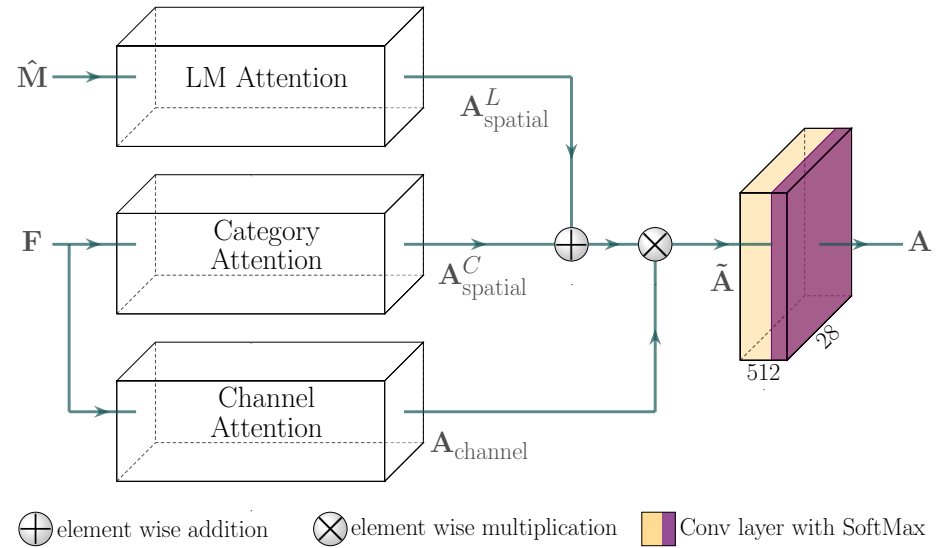 M̂
LM Attention
A^L_spatial
F
Category
Attention
A^C_spatial
Ã
A
512
28
Channel
Attention
A_channel
element wise addition
element wise multiplication
Conv layer with SoftMax